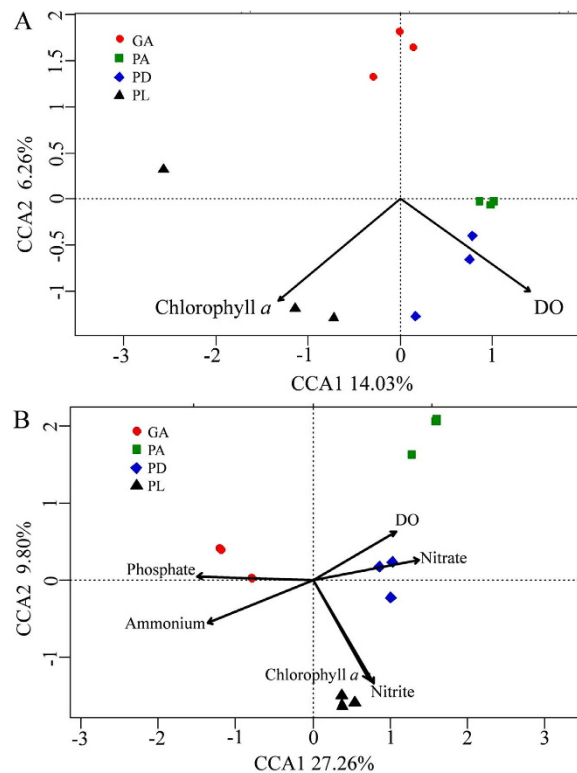 A
GA
PA
PD
PL
2
1.5
1
0.5
0
-0.5
-1
CCA2 6.26%
Chlorophyll a
DO
-3 -2 -1 0 1
CCA1 14.03%
B
GA
PA
PD
PL
2
1
0
-1
CCA2 9.80%
DO
Nitrate
Phosphate
Ammonium
Chlorophyll a
Nitrite
-3 -2 -1 0 1 2 3
CCA1 27.26%